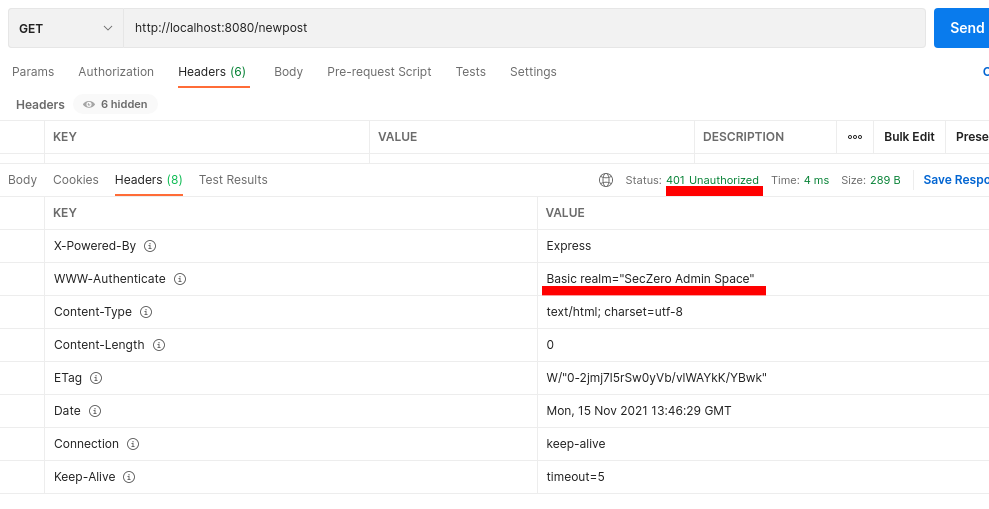 GET http://localhost:8080/newpost Send
Params Authorization Headers (6) Body Pre-request Script Tests Settings C
Headers 6 hidden
KEY VALUE DESCRIPTION ooo Bulk Edit Prese
Body Cookies Headers (8) Test Results Status: 401 Unauthorized Time: 4 ms Size: 289 B Save Respo
KEY VALUE
X-Powered-By Express
WWW-Authenticate Basic realm="SecZero Admin Space"
Content-Type text/html; charset=utf-8
Content-Length 0
ETag W/"0-2jmj7l5rSw0yVb/vlWAYkK/YBwk"
Date Mon, 15 Nov 2021 13:46:29 GMT
Connection keep-alive
Keep-Alive timeout=5